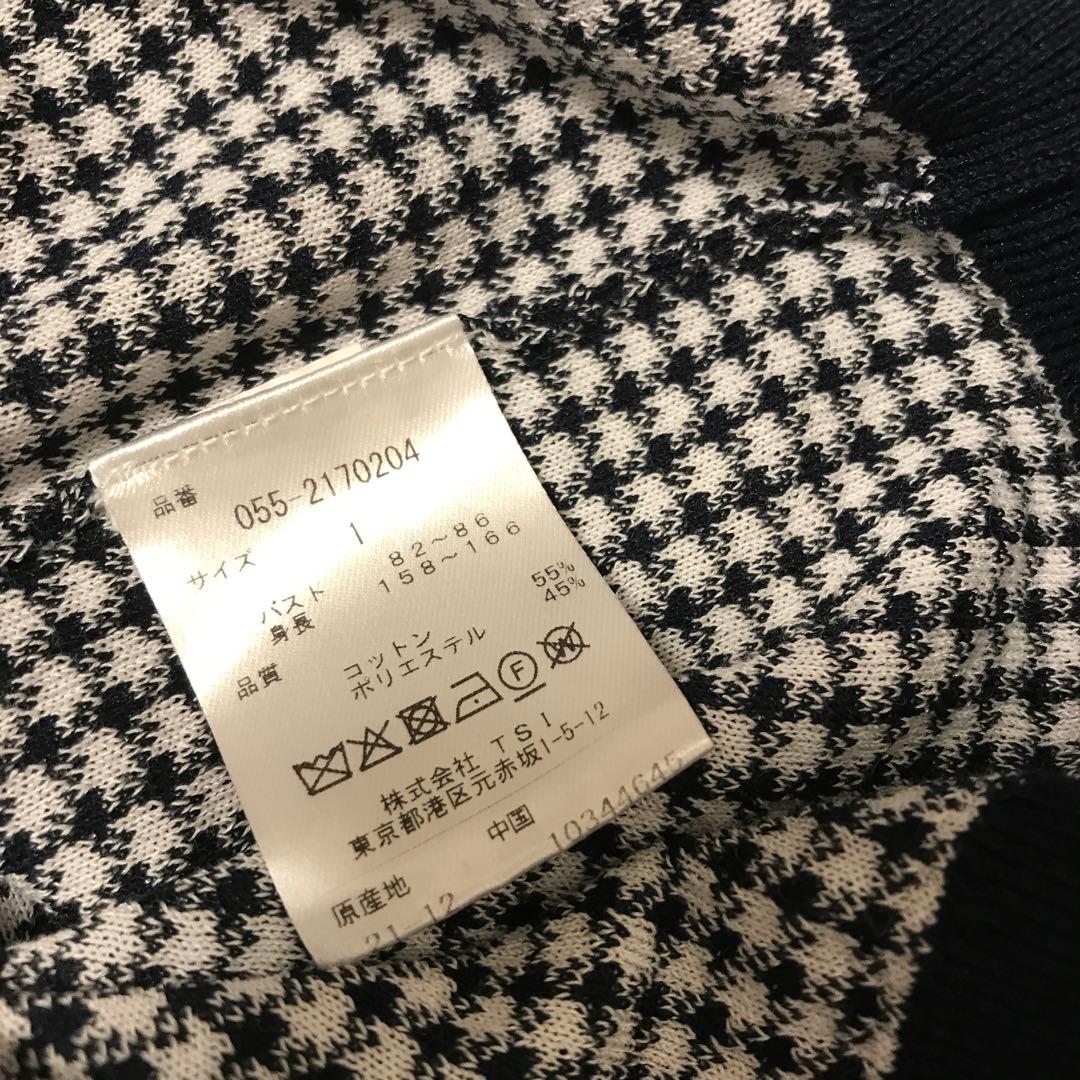 品番 055-2170204
サイズ 1
バスト 82～86
身長 158～166
品質 コットン 55%
ポリエステル 45%
F W
株式会社 TSI
東京都港区元赤坂1-5-12
原産地 中国
21 12 10344645